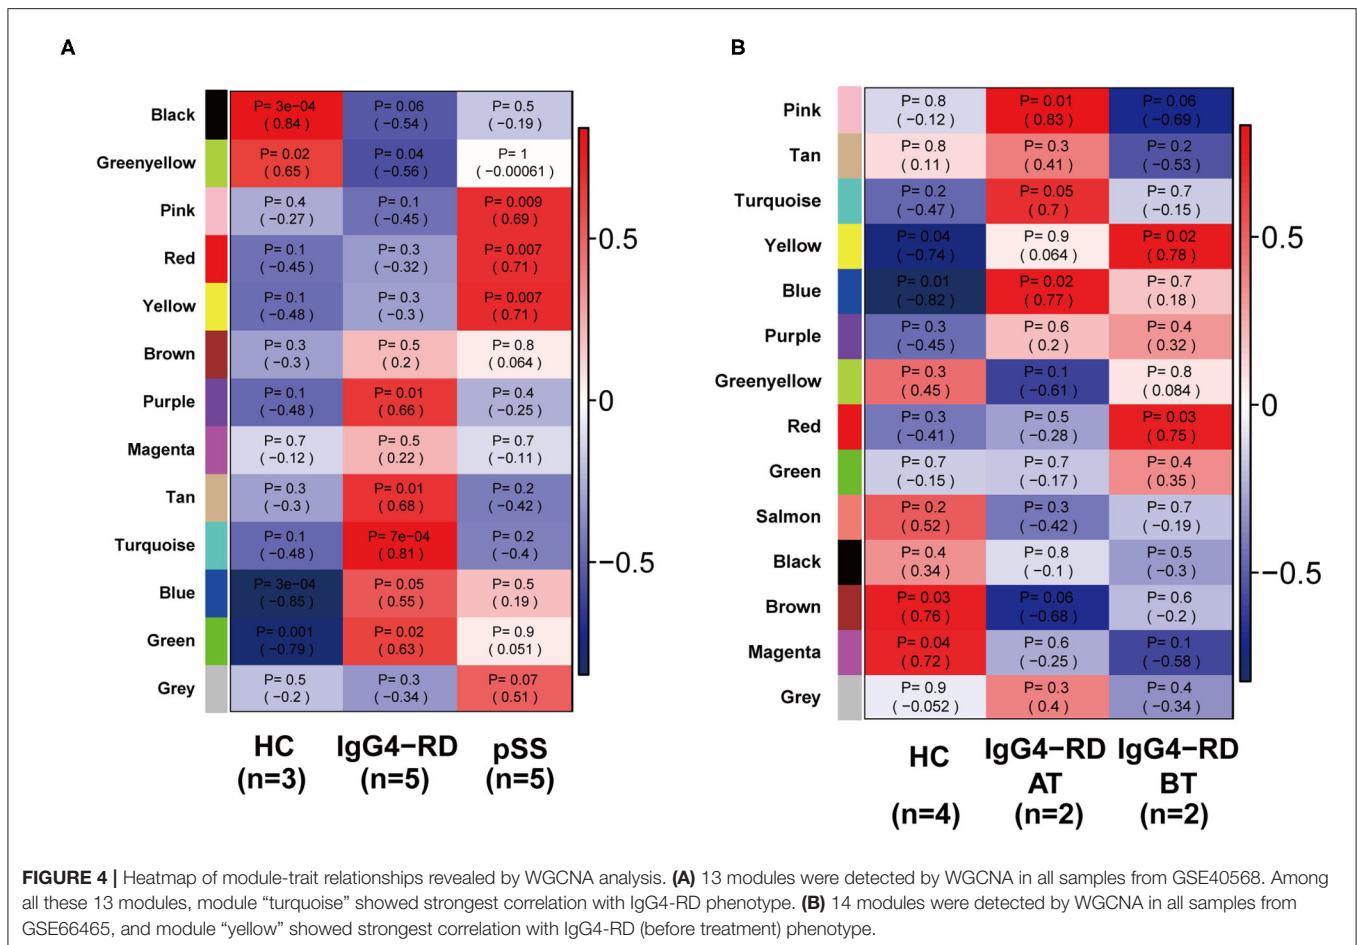 A
Black P= 3e−04 P= 0.06 P= 0.5
( 0.84 ) ( −0.54 ) ( −0.19 )
Greenyellow P= 0.02 P= 0.04 P= 1
( 0.65 ) ( −0.56 ) ( −0.00061 )
Pink P= 0.4 P= 0.1 P= 0.009
( −0.27 ) ( −0.45 ) ( 0.69 )
Red P= 0.1 P= 0.3 P= 0.007
( −0.45 ) ( −0.32 ) ( 0.71 )
Yellow P= 0.1 P= 0.3 P= 0.007
( −0.48 ) ( −0.3 ) ( 0.71 )
Brown P= 0.3 P= 0.5 P= 0.8
( −0.3 ) ( 0.2 ) ( 0.064 )
Purple P= 0.1 P= 0.01 P= 0.4
( −0.48 ) ( 0.66 ) ( −0.25 )
Magenta P= 0.7 P= 0.5 P= 0.7
( −0.12 ) ( 0.22 ) ( −0.11 )
Tan P= 0.3 P= 0.01 P= 0.2
( −0.3 ) ( 0.68 ) ( −0.42 )
Turquoise P= 0.1 P= 7e−04 P= 0.2
( −0.48 ) ( 0.81 ) ( −0.4 )
Blue P= 3e−04 P= 0.05 P= 0.5
( −0.85 ) ( 0.55 ) ( 0.19 )
Green P= 0.001 P= 0.02 P= 0.9
( −0.79 ) ( 0.63 ) ( 0.051 )
Grey P= 0.5 P= 0.3 P= 0.07
( −0.2 ) ( −0.34 ) ( 0.51 )
HC IgG4−RD pSS
(n=3) (n=5) (n=5)
0.5
0
−0.5
B
Pink P= 0.8 P= 0.01 P= 0.06
( −0.12 ) ( 0.83 ) ( −0.69 )
Tan P= 0.8 P= 0.3 P= 0.2
( 0.11 ) ( 0.41 ) ( −0.53 )
Turquoise P= 0.2 P= 0.05 P= 0.7
( −0.47 ) ( 0.7 ) ( −0.15 )
Yellow P= 0.04 P= 0.9 P= 0.02
( −0.74 ) ( 0.064 ) ( 0.78 )
Blue P= 0.01 P= 0.02 P= 0.7
( −0.82 ) ( 0.77 ) ( 0.18 )
Purple P= 0.3 P= 0.6 P= 0.4
( −0.45 ) ( 0.2 ) ( 0.32 )
Greenyellow P= 0.3 P= 0.1 P= 0.8
( 0.45 ) ( −0.61 ) ( 0.084 )
Red P= 0.3 P= 0.5 P= 0.03
( −0.41 ) ( −0.28 ) ( 0.75 )
Green P= 0.7 P= 0.7 P= 0.4
( −0.15 ) ( −0.17 ) ( 0.35 )
Salmon P= 0.2 P= 0.3 P= 0.7
( 0.52 ) ( −0.42 ) ( −0.19 )
Black P= 0.4 P= 0.8 P= 0.5
( 0.34 ) ( −0.1 ) ( −0.3 )
Brown P= 0.03 P= 0.06 P= 0.6
( 0.76 ) ( −0.68 ) ( −0.2 )
Magenta P= 0.04 P= 0.6 P= 0.1
( 0.72 ) ( −0.25 ) ( −0.58 )
Grey P= 0.9 P= 0.3 P= 0.4
( −0.052 ) ( 0.4 ) ( −0.34 )
HC IgG4−RD IgG4−RD
AT BT
(n=4) (n=2) (n=2)
0.5
0
−0.5
FIGURE 4 | Heatmap of module-trait relationships revealed by WGCNA analysis. (A) 13 modules were detected by WGCNA in all samples from GSE40568. Among
all these 13 modules, module “turquoise” showed strongest correlation with IgG4-RD phenotype. (B) 14 modules were detected by WGCNA in all samples from
GSE66465, and module “yellow” showed strongest correlation with IgG4-RD (before treatment) phenotype.